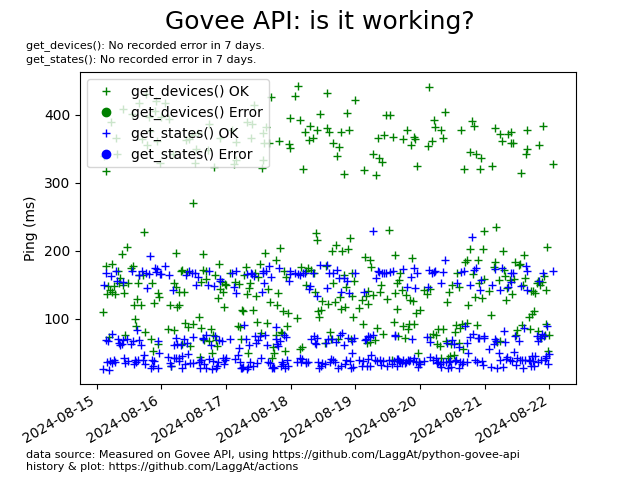 Govee API: is it working?
get_devices(): No recorded error in 7 days.
get_states(): No recorded error in 7 days.
get_devices() OK
get_devices() Error
get_states() OK
get_states() Error
Ping (ms)
400
300
200
100
2024-08-15
2024-08-16
2024-08-17
2024-08-18
2024-08-19
2024-08-20
2024-08-21
2024-08-22
data source: Measured on Govee API, using https://github.com/LaggAt/python-govee-api
history & plot: https://github.com/LaggAt/actions